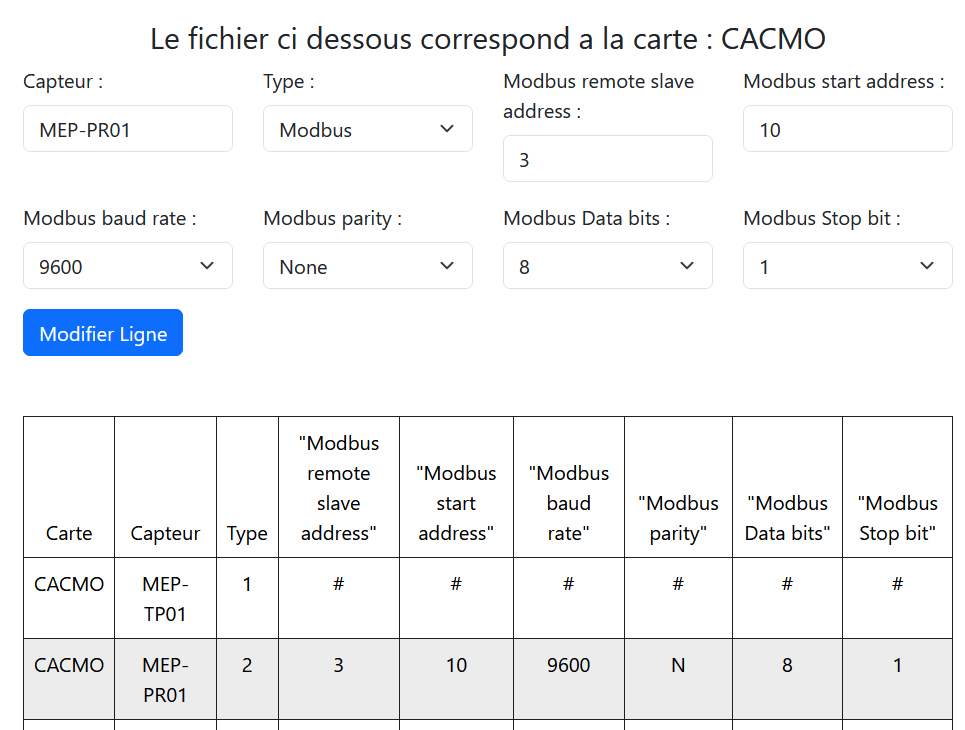 Le fichier ci dessous correspond a la carte : CACMO
Capteur :
MEP-PR01
Type :
Modbus
Modbus remote slave
address :
3
Modbus start address :
10
Modbus baud rate :
9600
Modbus parity :
None
Modbus Data bits :
8
Modbus Stop bit :
1
Modifier Ligne
Carte
Capteur
Type
"Modbus
remote
slave
address"
"Modbus
start
address"
"Modbus
baud
rate"
"Modbus
parity"
"Modbus
Data bits"
"Modbus
Stop bit"
CACMO
MEP-
TP01
1
#
#
#
#
#
#
CACMO
MEP-
PR01
2
3
10
9600
N
8
1